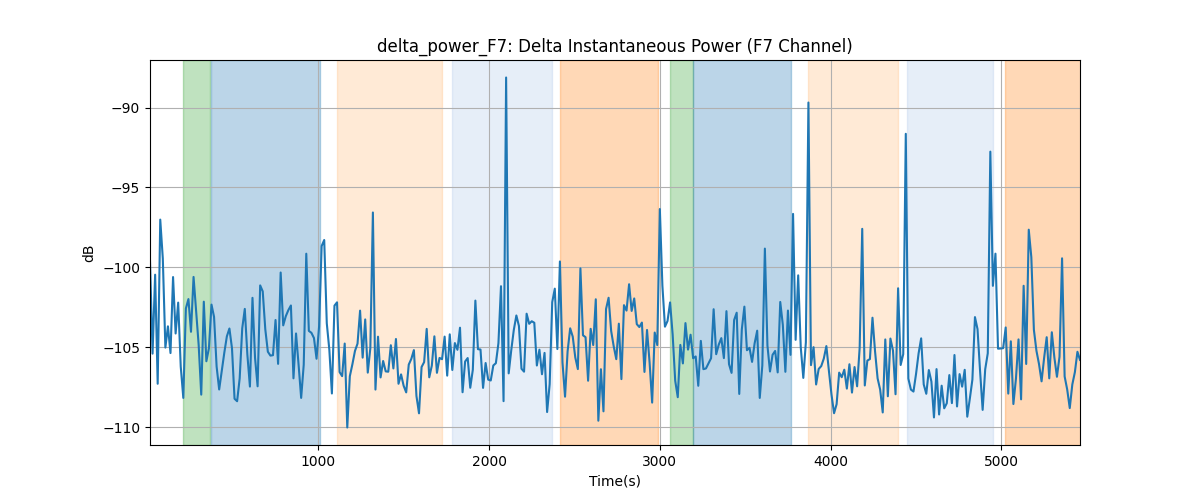 delta_power_F7: Delta Instantaneous Power (F7 Channel)
−90
−95
−100
−105
−110
dB
1000 2000 3000 4000 5000
Time(s)